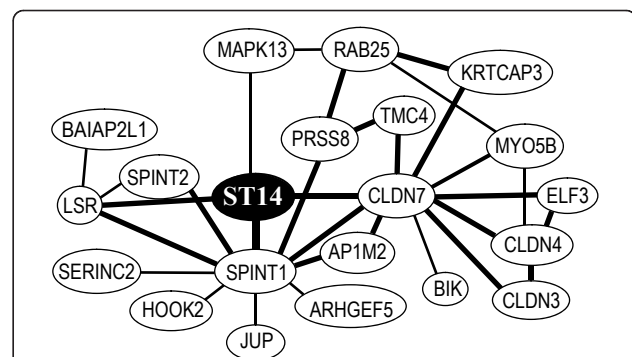 MAPK13
RAB25
KRTCAP3
BAIAP2L1
TMC4
PRSS8
MYO5B
SPINT2
LSR
ST14
CLDN7
ELF3
CLDN4
AP1M2
SERINC2
SPINT1
BIK
CLDN3
HOOK2
ARHGEF5
JUP